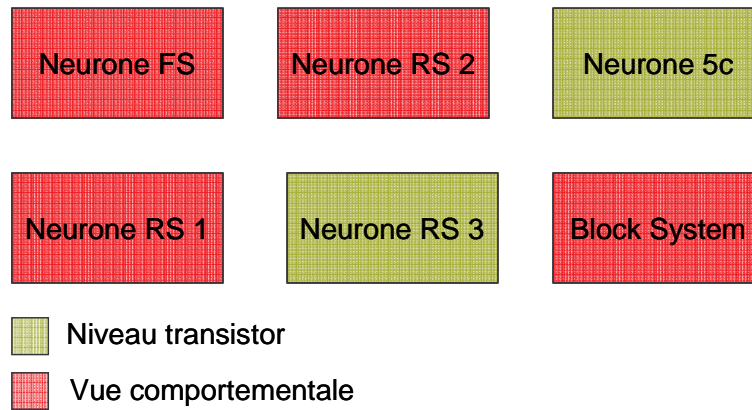 Neurone FS
Neurone RS 2
Neurone 5c
Neurone RS 1
Neurone RS 3
Block System
Niveau transistor
Vue comportementale